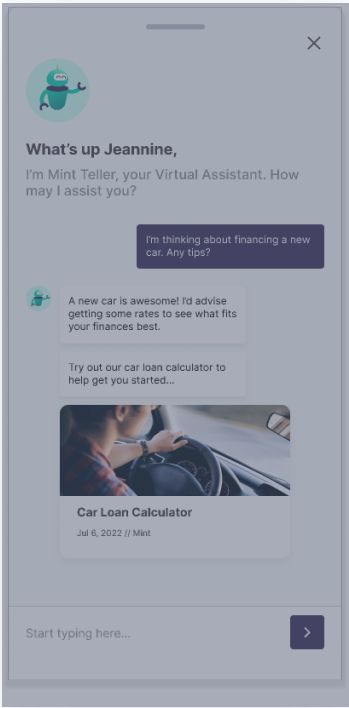 What's up Jeannine,
I'm Mint Teller, your Virtual Assistant. How
may I assist you?
I'm thinking about financing a new
car. Any tips?
A new car is awesome! I'd advise
getting some rates to see what fits
your finances best.
Try out our car loan calculator to
help get you started...
Car Loan Calculator
Jul 6, 2022 // Mint
Start typing here...